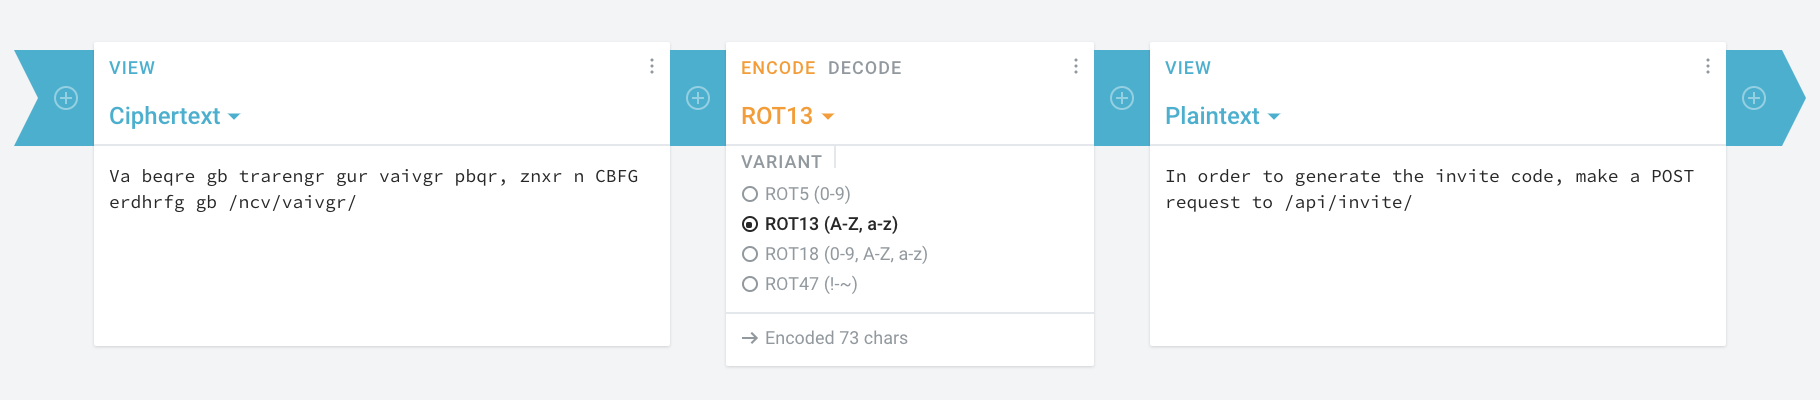 VIEW
Ciphertext
Va beqre gb trarengr gur vaivgr pbqr, znxr n CBFG
erdhrfg gb /ncv/vaivgr/
ENCODE DECODE
ROT13
VARIANT
ROT5 (0-9)
ROT13 (A-Z, a-z)
ROT18 (0-9, A-Z, a-z)
ROT47 (!-~)
→ Encoded 73 chars
VIEW
Plaintext
In order to generate the invite code, make a POST
request to /api/invite/